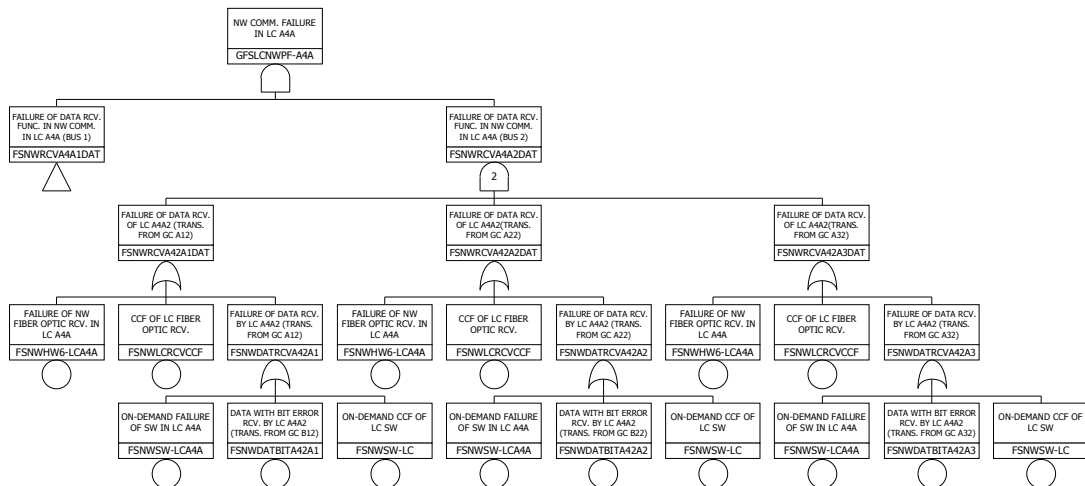 NW COMM. FAILURE
IN LC A4A
GFSLCNWPF-A4A
FAILURE OF DATA RCV.
FUNC. IN NW COMM.
IN LC A4A (BUS 1)
FSNWRCVA4A1DAT
FAILURE OF DATA RCV.
FUNC. IN NW COMM.
IN LC A4A (BUS 2)
FSNWRCVA4A2DAT
2
FAILURE OF DATA RCV.
OF LC A4A2 (TRANS.
FROM GC A12)
FSNWRCVA42A1DAT
FAILURE OF DATA RCV.
OF LC A4A2(TRANS.
FROM GC A22)
FSNWRCVA42A2DAT
FAILURE OF DATA RCV.
OF LC A4A2(TRANS.
FROM GC A32)
FSNWRCVA42A3DAT
FAILURE OF NW
FIBER OPTIC RCV. IN
LC A4A
FSNWHW6-LCA4A
CCF OF LC FIBER
OPTIC RCV.
FSNWLCRCVCCF
FAILURE OF DATA RCV.
BY LC A4A2 (TRANS.
FROM GC A12)
FSNWDATRCVA42A1
FAILURE OF NW
FIBER OPTIC RCV. IN
LC A4A
FSNWHW6-LCA4A
CCF OF LC FIBER
OPTIC RCV.
FSNWLCRCVCCF
FAILURE OF DATA RCV.
BY LC A4A2 (TRANS.
FROM GC A22)
FSNWDATRCVA42A2
FAILURE OF NW
FIBER OPTIC RCV. IN
LC A4A
FSNWHW6-LCA4A
CCF OF LC FIBER
OPTIC RCV.
FSNWLCRCVCCF
FAILURE OF DATA RCV.
BY LC A4A2 (TRANS.
FROM GC A32)
FSNWDATRCVA42A3
ON-DEMAND FAILURE
OF SW IN LC A4A
FSNWSW-LCA4A
DATA WITH BIT ERROR
RCV. BY LC A4A2
(TRANS. FROM GC B12)
FSNWDATBITA42A1
ON-DEMAND CCF OF
LC SW
FSNWSW-LC
ON-DEMAND FAILURE
OF SW IN LC A4A
FSNWSW-LCA4A
DATA WITH BIT ERROR
RCV. BY LC A4A2
(TRANS. FROM GC B22)
FSNWDATBITA42A2
ON-DEMAND CCF OF
LC SW
FSNWSW-LC
ON-DEMAND FAILURE
OF SW IN LC A4A
FSNWSW-LCA4A
DATA WITH BIT ERROR
RCV. BY LC A4A2
(TRANS. FROM GC A32)
FSNWDATBITA42A3
ON-DEMAND CCF OF
LC SW
FSNWSW-LC